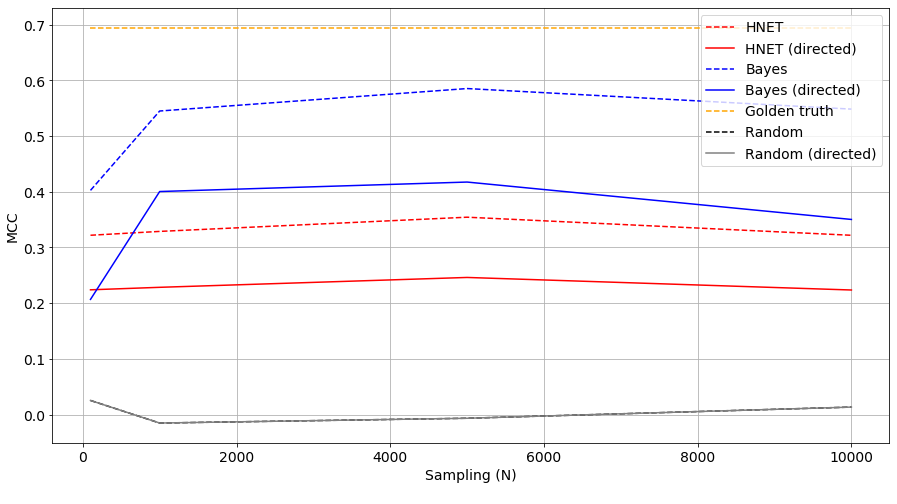 0.7
0.6
0.5
0.4
0.3
0.2
0.1
0.0
MCC
0
2000
4000
6000
8000
10000
Sampling (N)
HNET
HNET (directed)
Bayes
Bayes (directed)
Golden truth
Random
Random (directed)